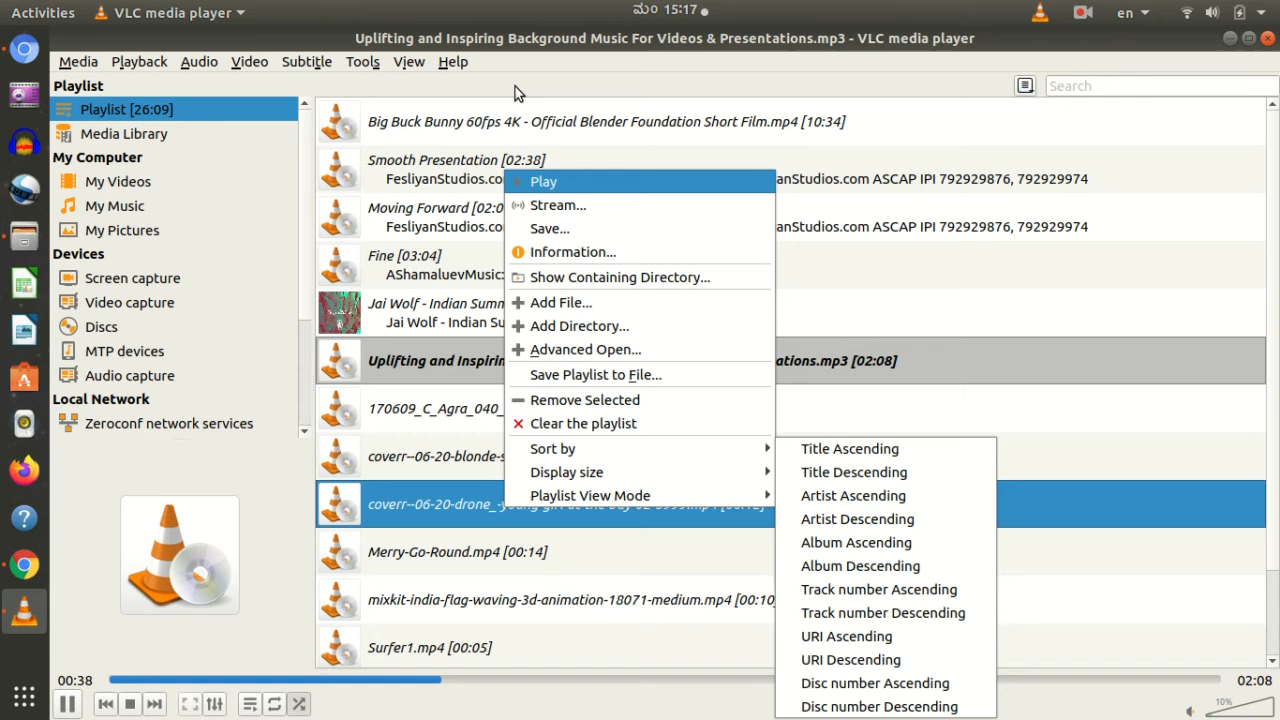 Activities VLC media player ಮಂ 15:17 en
Uplifting and Inspiring Background Music For Videos & Presentations.mp3 - VLC media player
Media Playback Audio Video Subtitle Tools View Help
Playlist
Search
Playlist [26:09]
Media Library
My Computer
My Videos
My Music
My Pictures
Devices
Screen capture
Video capture
Discs
MTP devices
Audio capture
Local Network
Zeroconf network services
Big Buck Bunny 60fps 4K - Official Blender Foundation Short Film.mp4 [10:34]
Smooth Presentation [02:38]
FesliyanStudios.co anStudios.com ASCAP IPI 792929876, 792929974
Moving Forward [02:0
FesliyanStudios.co anStudios.com ASCAP IPI 792929876, 792929974
Fine [03:04]
AShamaluevMusic:
Jai Wolf - Indian Summ
Jai Wolf - Indian Su
Uplifting and Inspirin tations.mp3 [02:08]
170609_C_Agra_040_
coverr--06-20-blonde-s
coverr--06-20-drone_-young
Merry-Go-Round.mp4 [00:14]
mixkit-india-flag-waving-3d-animation-18071-medium.mp4 [00:10
Surfer1.mp4 [00:05]
Play
Stream...
Save...
Information...
Show Containing Directory...
Add File...
Add Directory...
Advanced Open...
Save Playlist to File...
Remove Selected
Clear the playlist
Sort by
Display size
Playlist View Mode
Title Ascending
Title Descending
Artist Ascending
Artist Descending
Album Ascending
Album Descending
Track number Ascending
Track number Descending
URI Ascending
URI Descending
Disc number Ascending
Disc number Descending
00:38 02:08
10%